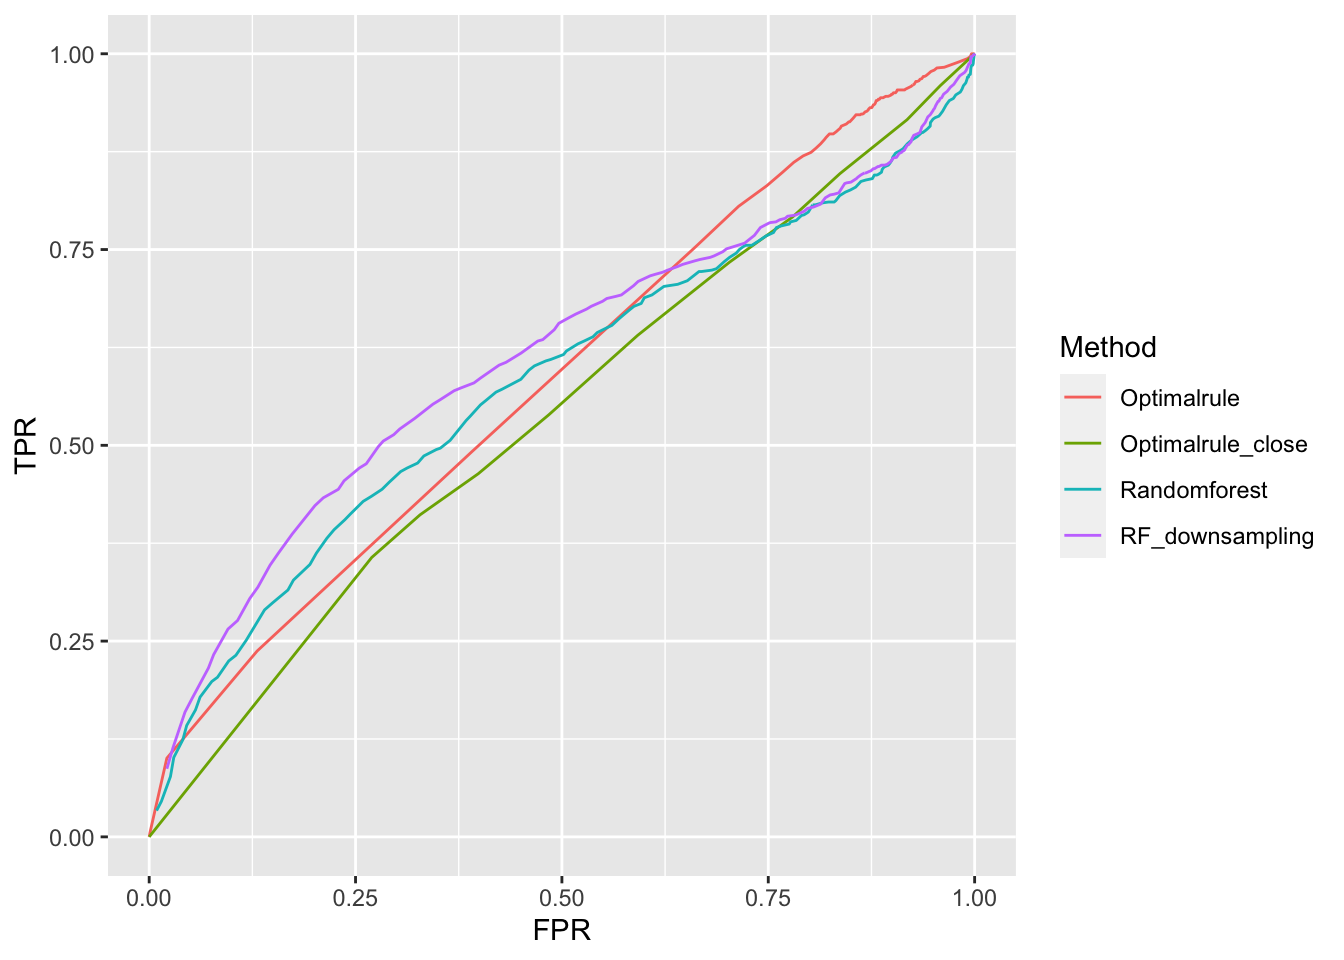 1.00
0.75
0.50
0.25
0.00
TPR
0.00 0.25 0.50 0.75 1.00
FPR
Method
Optimalrule
Optimalrule_close
Randomforest
RF_downsampling